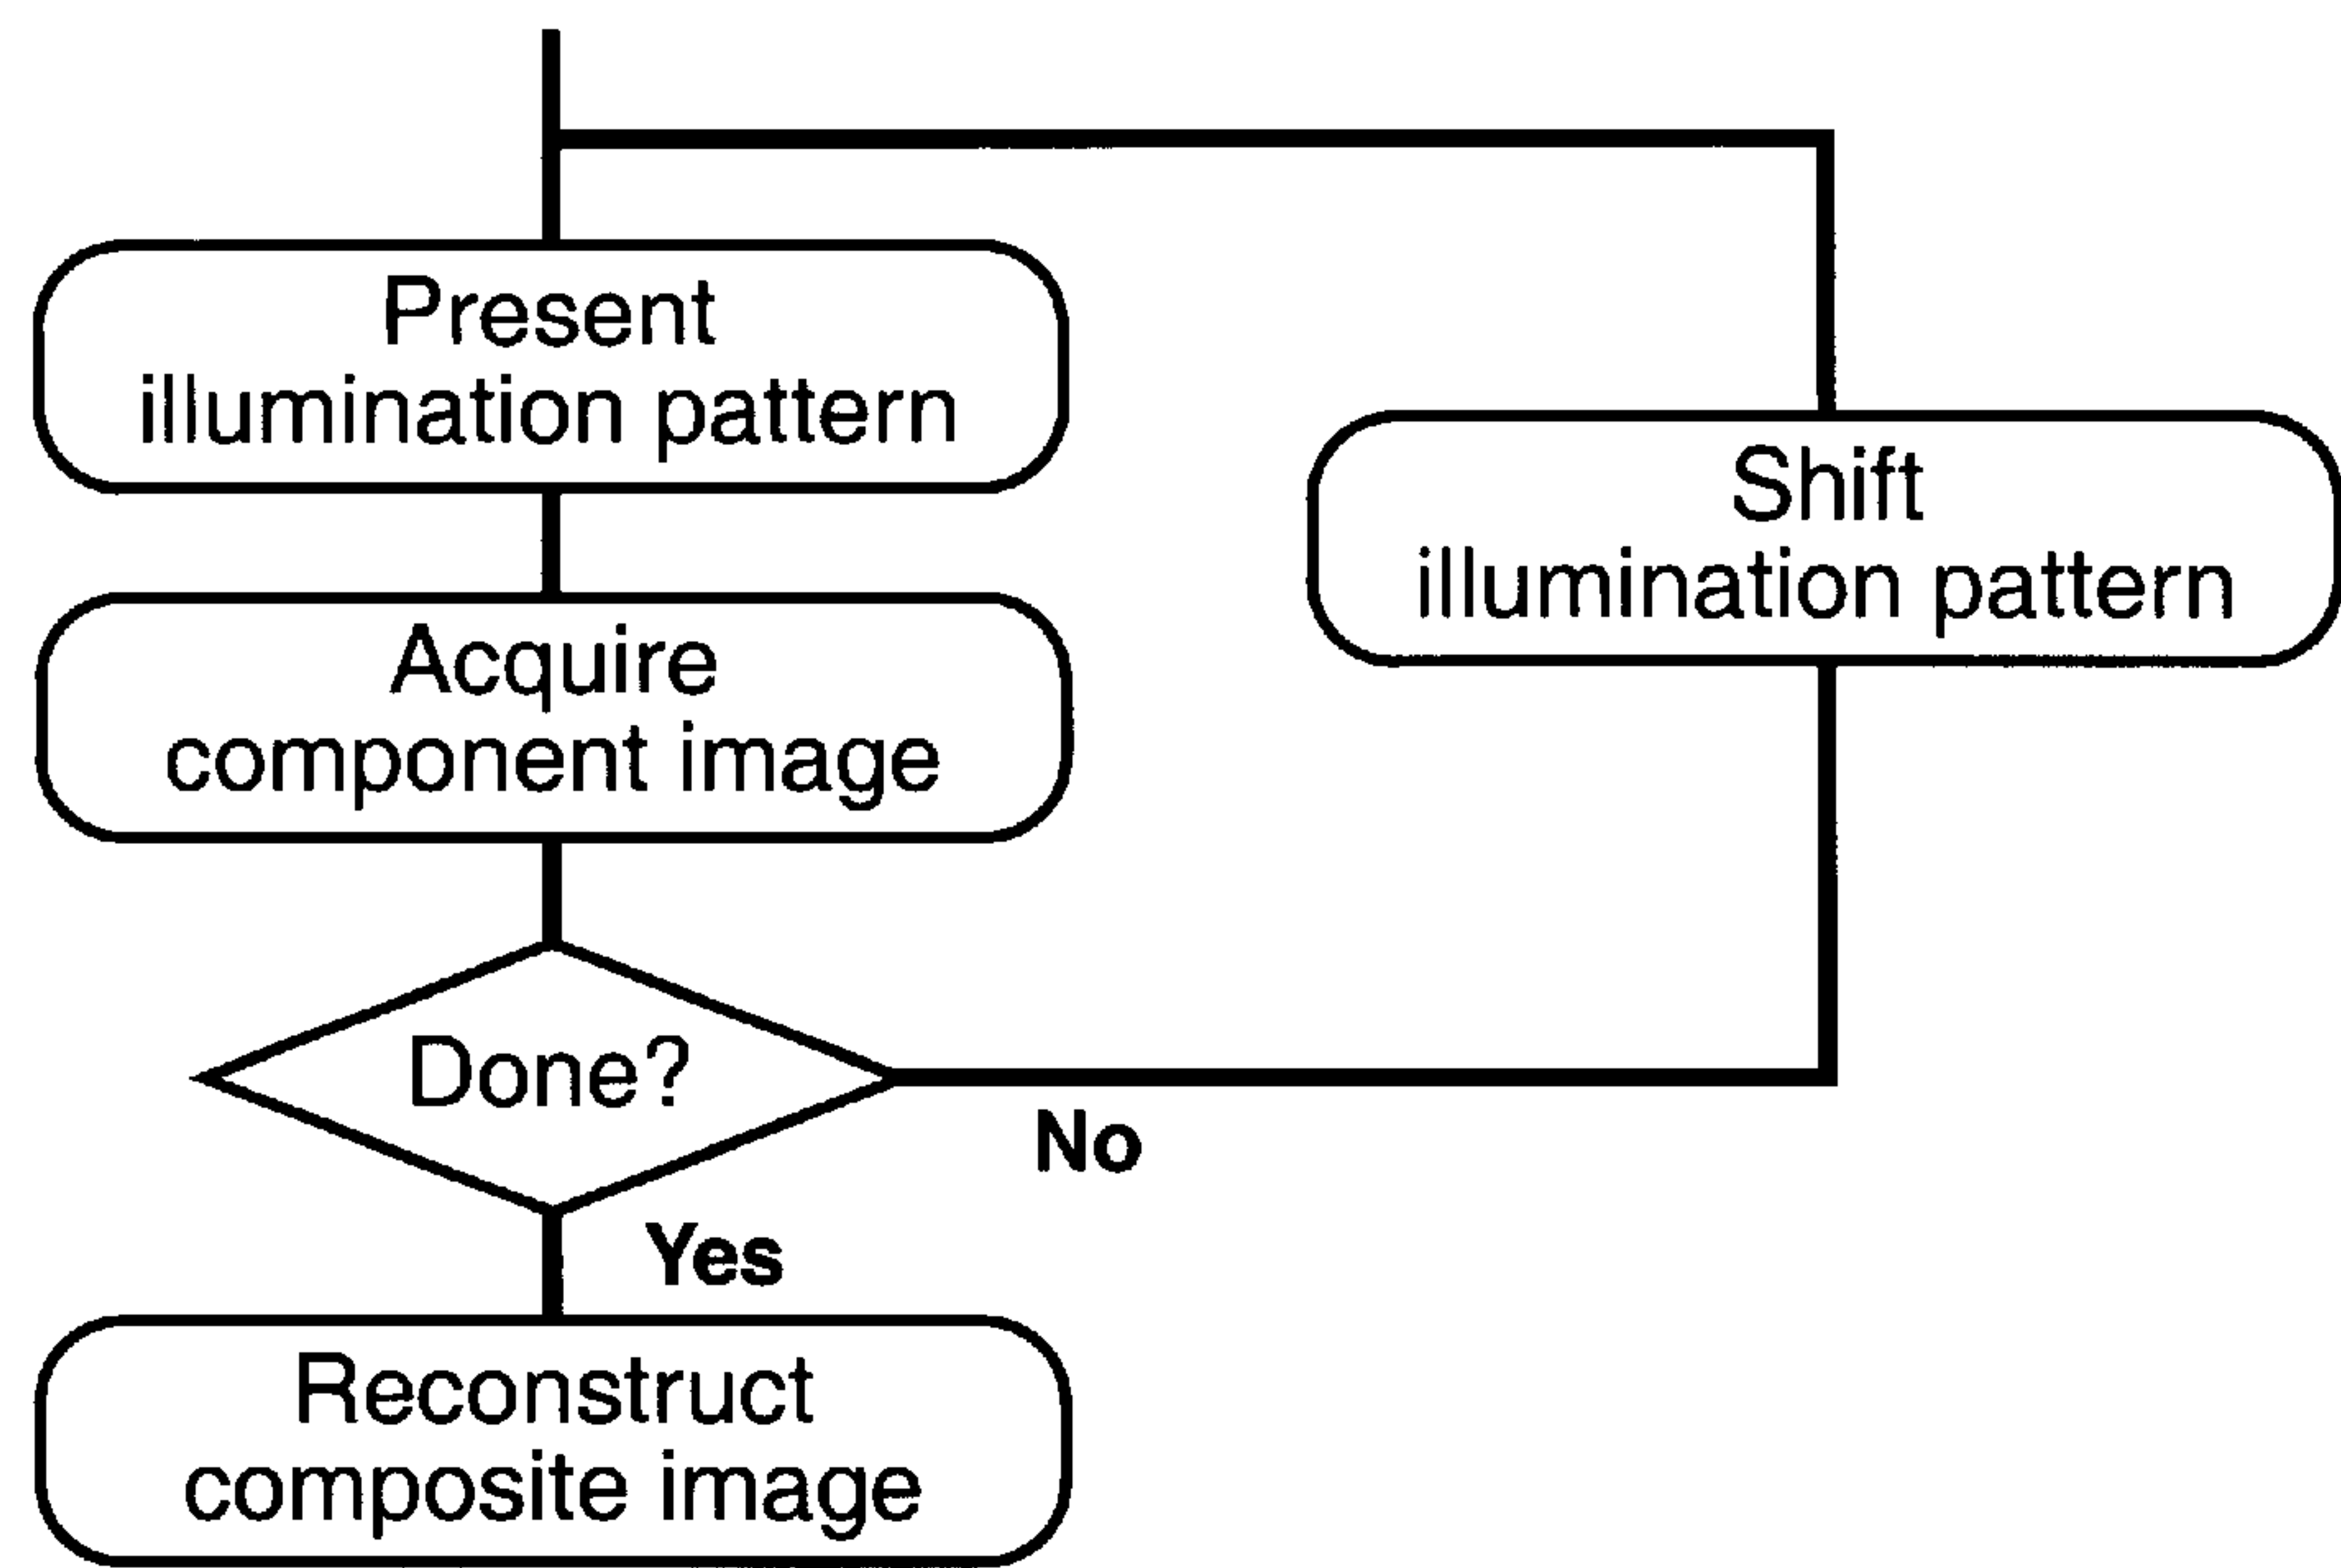 Present
illumination pattern
Shift
illumination pattern
Acquire
component image
Done?
No
Yes
Reconstruct
composite image